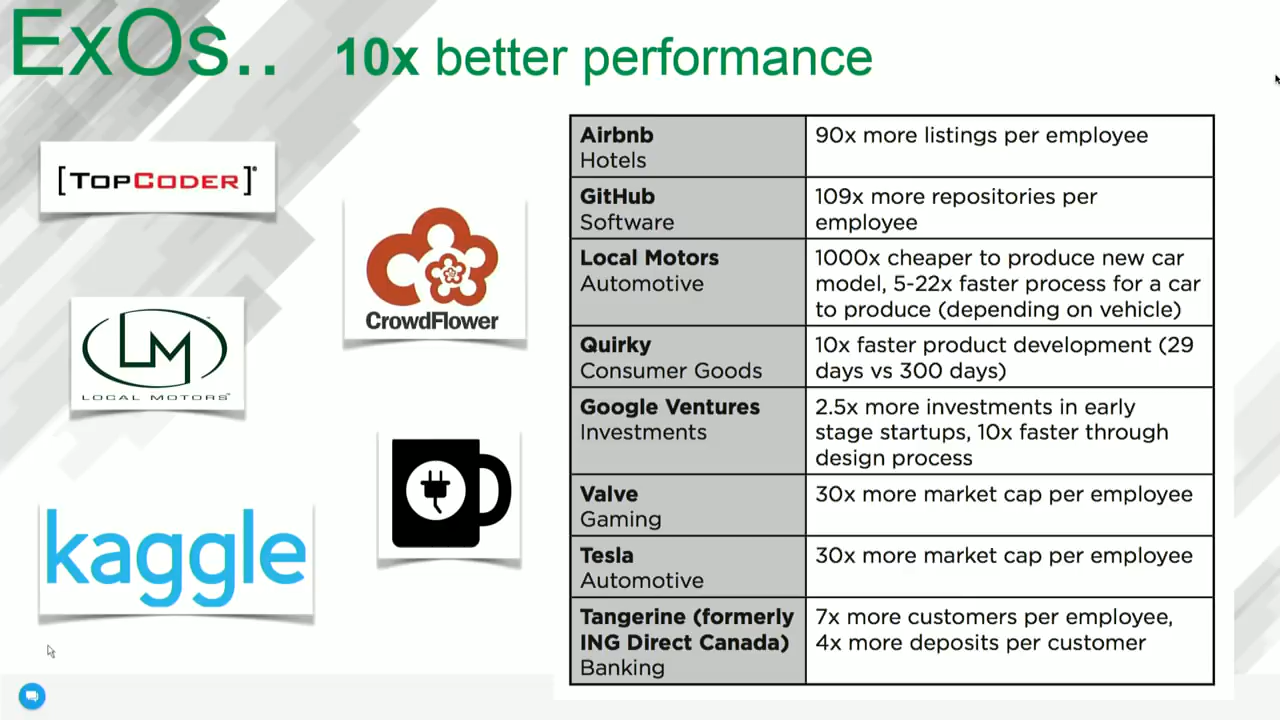 ExOs.. 10x better performance
[TOPCODER]®
CrowdFlower
LM
LOCAL MOTORS™
kaggle
Airbnb
Hotels
90x more listings per employee
GitHub
Software
109x more repositories per
employee
Local Motors
Automotive
1000x cheaper to produce new car
model, 5-22x faster process for a car
to produce (depending on vehicle)
Quirky
Consumer Goods
10x faster product development (29
days vs 300 days)
Google Ventures
Investments
2.5x more investments in early
stage startups, 10x faster through
design process
Valve
Gaming
30x more market cap per employee
Tesla
Automotive
30x more market cap per employee
Tangerine (formerly
ING Direct Canada)
Banking
7x more customers per employee,
4x more deposits per customer